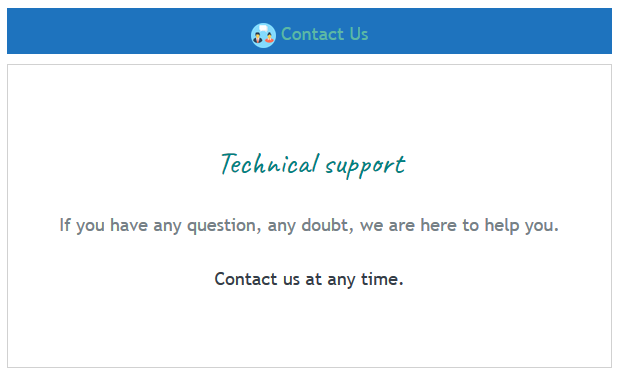 Contact Us
Technical support
If you have any question, any doubt, we are here to help you.
Contact us at any time.